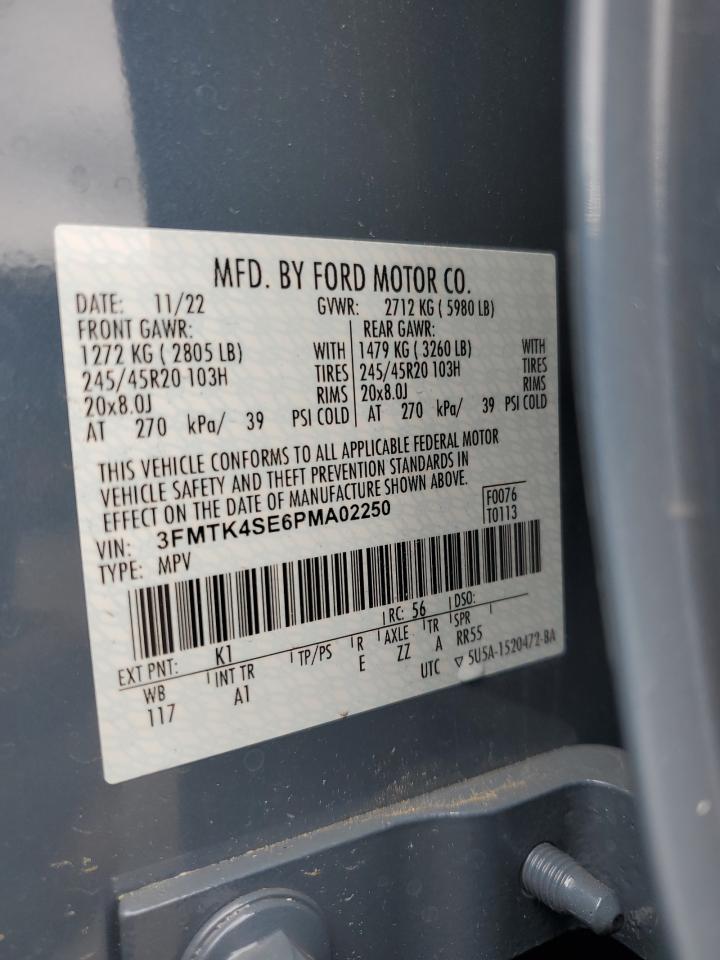 MFD. BY FORD MOTOR CO.
DATE: 11/22 GVWR: 2712 KG ( 5980 LB)
FRONT GAWR: REAR GAWR:
1272 KG ( 2805 LB) WITH 1479 KG ( 3260 LB) WITH
245/45R20 103H TIRES 245/45R20 103H TIRES
20x8.0J RIMS 20x8.0J RIMS
AT 270 kPa/ 39 PSI COLD AT 270 kPa/ 39 PSI COLD
THIS VEHICLE CONFORMS TO ALL APPLICABLE FEDERAL MOTOR
VEHICLE SAFETY AND THEFT PREVENTION STANDARDS IN
EFFECT ON THE DATE OF MANUFACTURE SHOWN ABOVE.
VIN: 3FMTK4SE6PMA02250 F0076
TYPE: MPV T0113
EXT PNT: K1 RC: 56 DSO:
WB INT TR TP/PS R AXLE TR SPR
117 A1 E ZZ A RR55
UTC ▽ 5U5A-1520472-BA